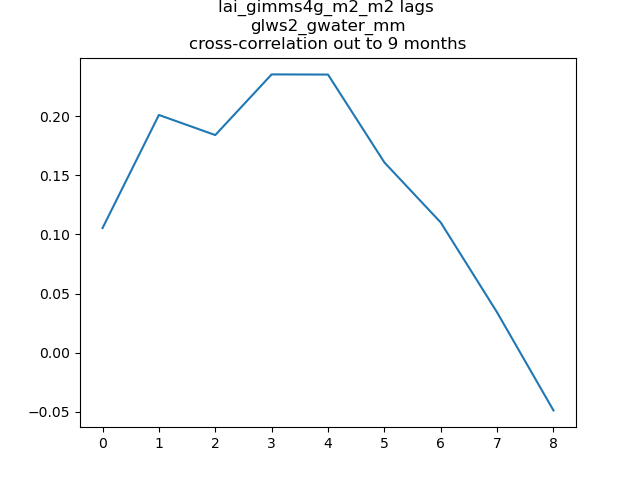 lai_gimms4g_m2_m2 lags
glws2_gwater_mm
cross-correlation out to 9 months
0.20
0.15
0.10
0.05
0.00
−0.05
0 1 2 3 4 5 6 7 8